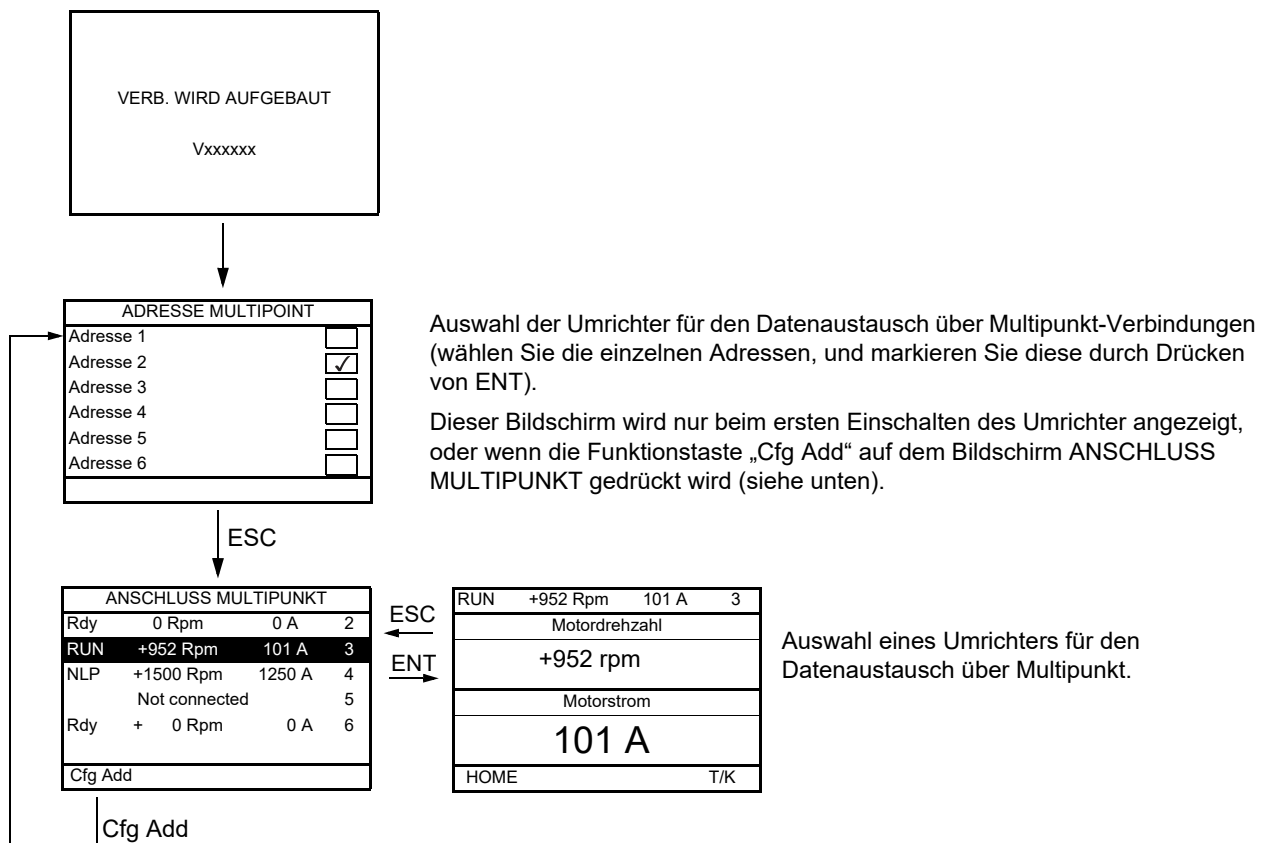 VERB. WIRD AUFGEBAUT
Vxxxxxx
ADRESSE MULTIPOINT
Adresse 1
Adresse 2 ✓
Adresse 3
Adresse 4
Adresse 5
Adresse 6
Auswahl der Umrichter für den Datenaustausch über Multipunkt-Verbindungen
(wählen Sie die einzelnen Adressen, und markieren Sie diese durch Drücken
von ENT).
Dieser Bildschirm wird nur beim ersten Einschalten des Umrichter angezeigt,
oder wenn die Funktionstaste „Cfg Add“ auf dem Bildschirm ANSCHLUSS
MULTIPUNKT gedrückt wird (siehe unten).
ESC
ANSCHLUSS MULTIPUNKT
Rdy 0 Rpm 0 A 2
RUN +952 Rpm 101 A 3
NLP +1500 Rpm 1250 A 4
Not connected 5
Rdy + 0 Rpm 0 A 6
Cfg Add
ESC
ENT
RUN +952 Rpm 101 A 3
Motordrehzahl
+952 rpm
Motorstrom
101 A
HOME T/K
Auswahl eines Umrichters für den
Datenaustausch über Multipunkt.
Cfg Add